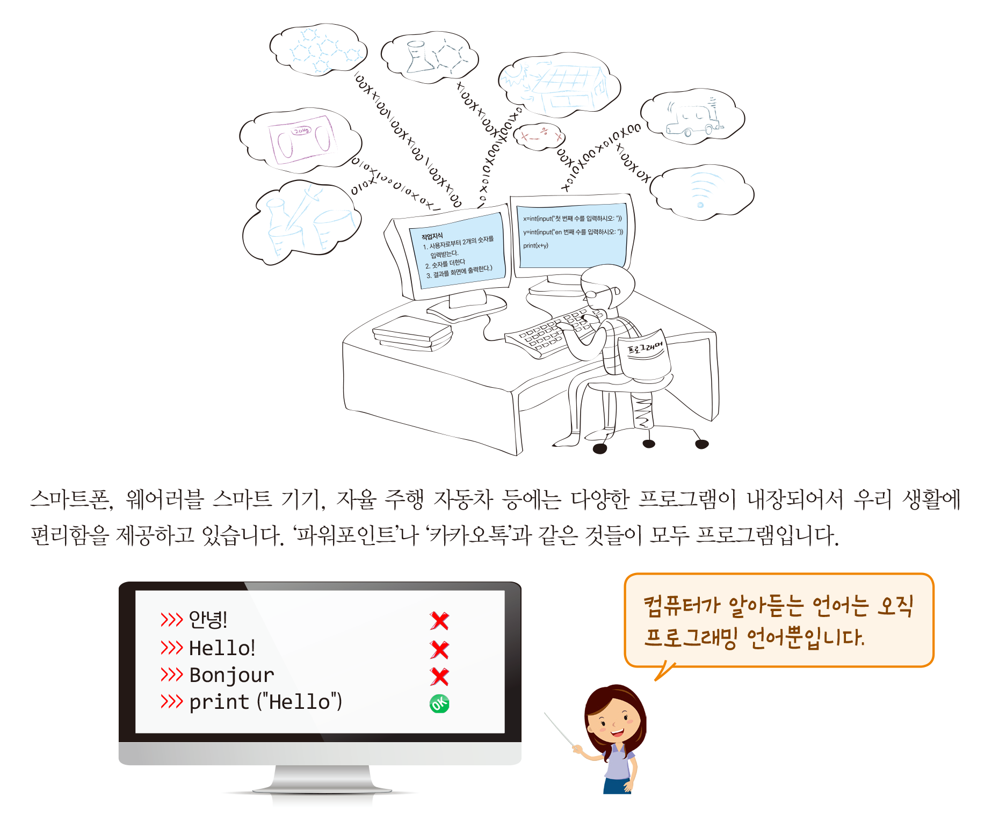 20kg
작업지식
1. 사용자로부터 2개의 숫자를
입력받는다.
2. 숫자를 더한다
3. 결과를 화면에 출력한다.)
x=int(input("첫 번째 수를 입력하시오: "))
y=int(input("en 번째 수를 입력하시오: "))
print(x+y)
프로그래머
스마트폰, 웨어러블 스마트 기기, 자율 주행 자동차 등에는 다양한 프로그램이 내장되어서 우리 생활에
편리함을 제공하고 있습니다. ‘파워포인트’나 ‘카카오톡’과 같은 것들이 모두 프로그램입니다.
>>> 안녕!
>>> Hello!
>>> Bonjour
>>> print ("Hello")
OK
컴퓨터가 알아듣는 언어는 오직
프로그래밍 언어뿐입니다.